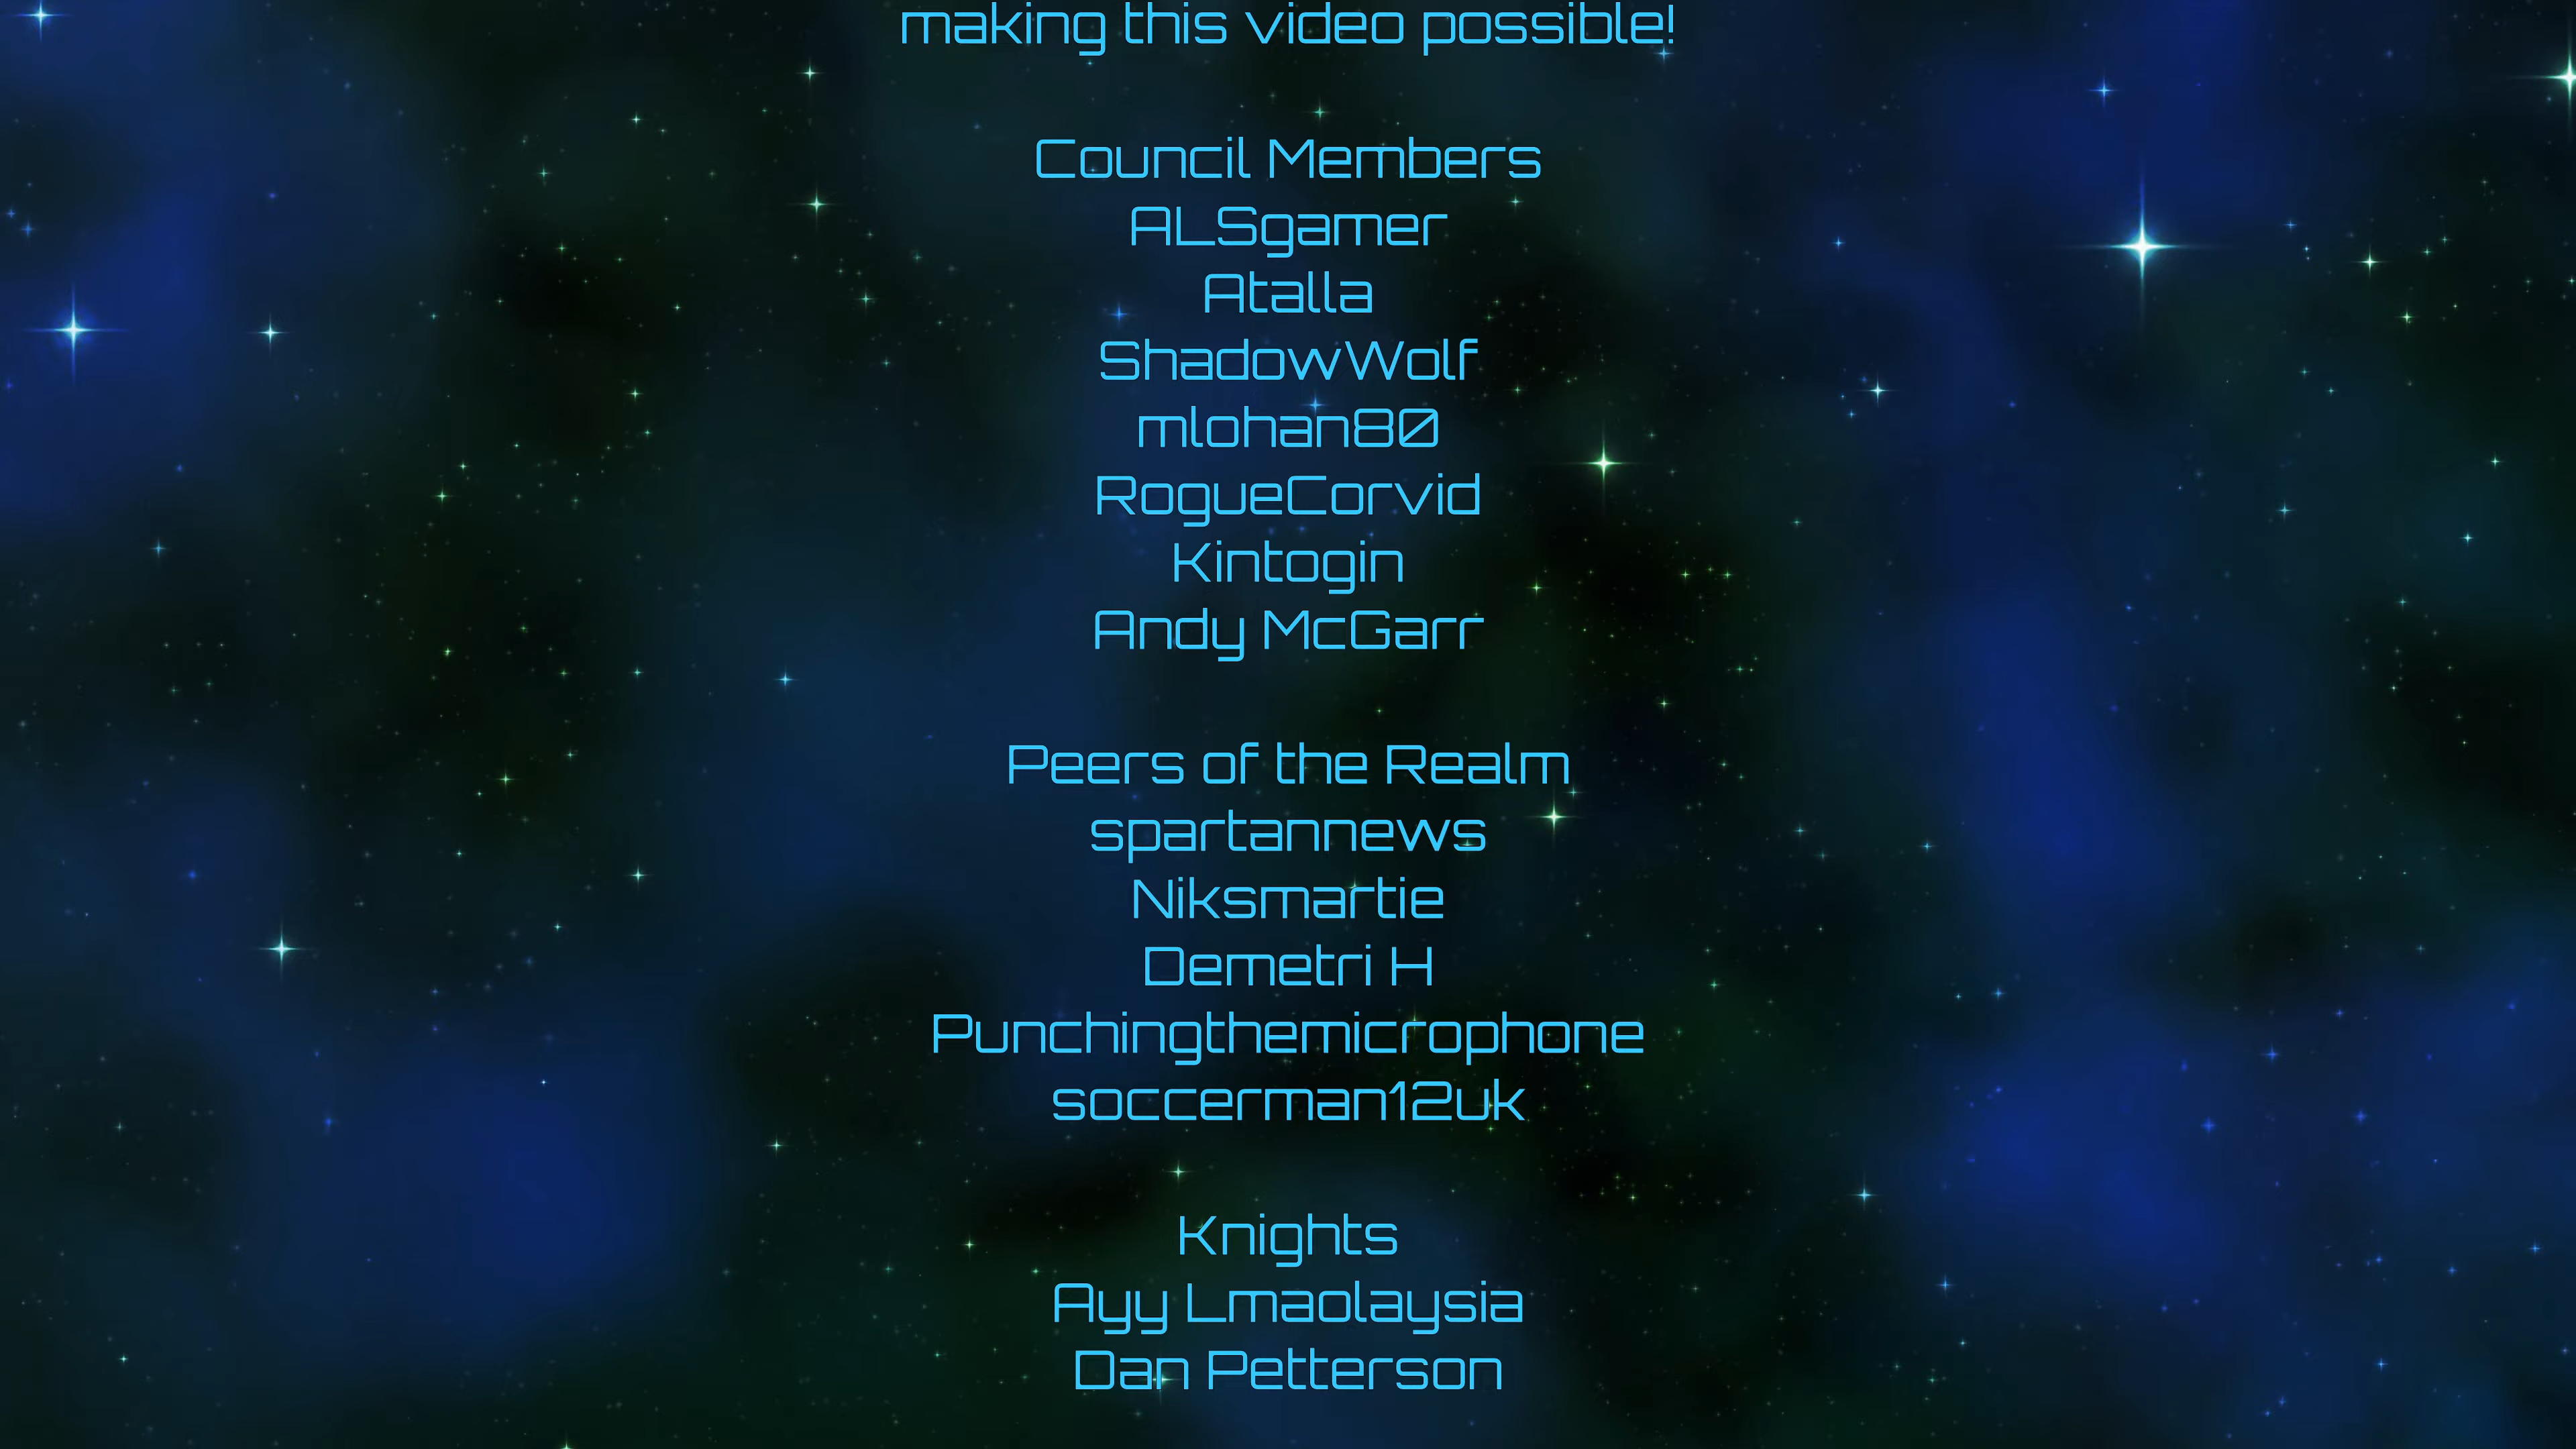 making this video possible!
Council Members
ALSgamer
Atalla
ShadowWolf
mlohan80
RogueCorvid
Kintogin
Andy McGarr
Peers of the Realm
spartannews
Niksmartie
Demetri H
Punchingthemicrophone
soccerman12uk
Knights
Ayy Lmaolaysia
Dan Petterson